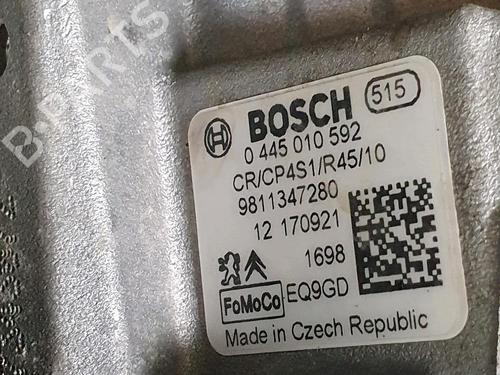 B-PARTS
BOSCH 515
0 445 010 592
CR/CP4S1/R45/10
9811347280
12 170921
1698
FoMoCo EQ9GD
Made in Czech Republic